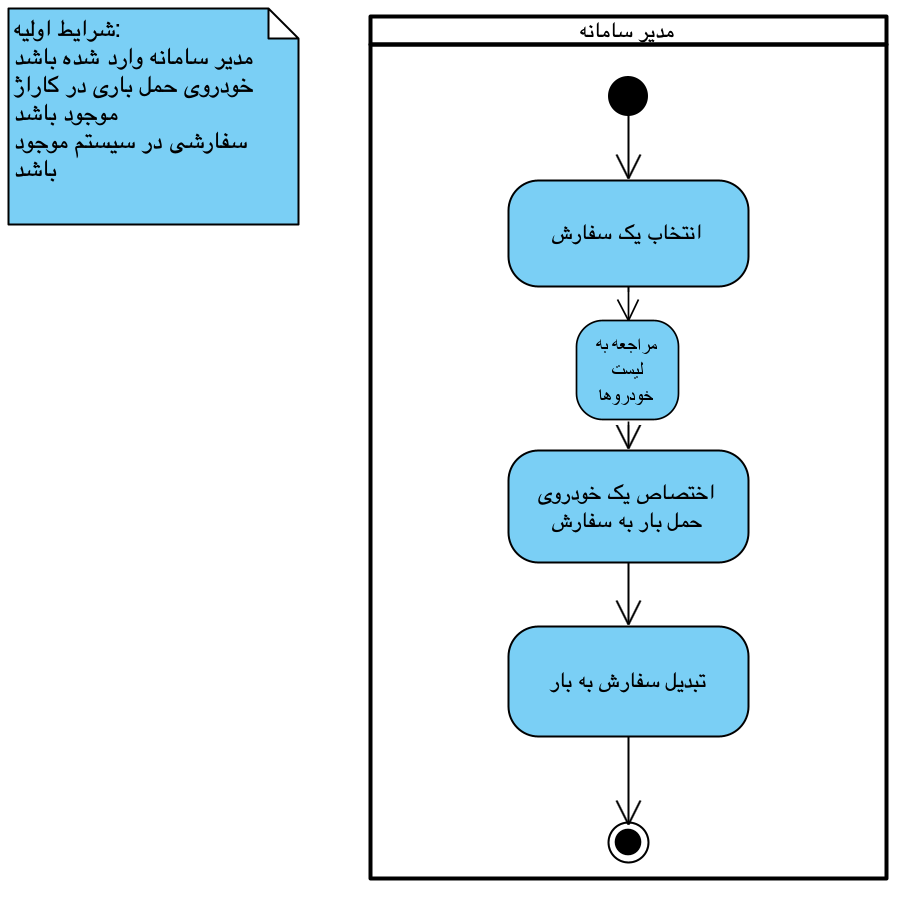 شرایط اولیه:
مدیر سامانه وارد شده باشد
خودروی حمل باری در کاراژ
موجود باشد
سفارشی در سیستم موجود
باشد
مدیر سامانه
انتخاب یک سفارش
مراجعه به
لیست
خودروها
اختصاص یک خودروی
حمل بار به سفارش
تبدیل سفارش به بار